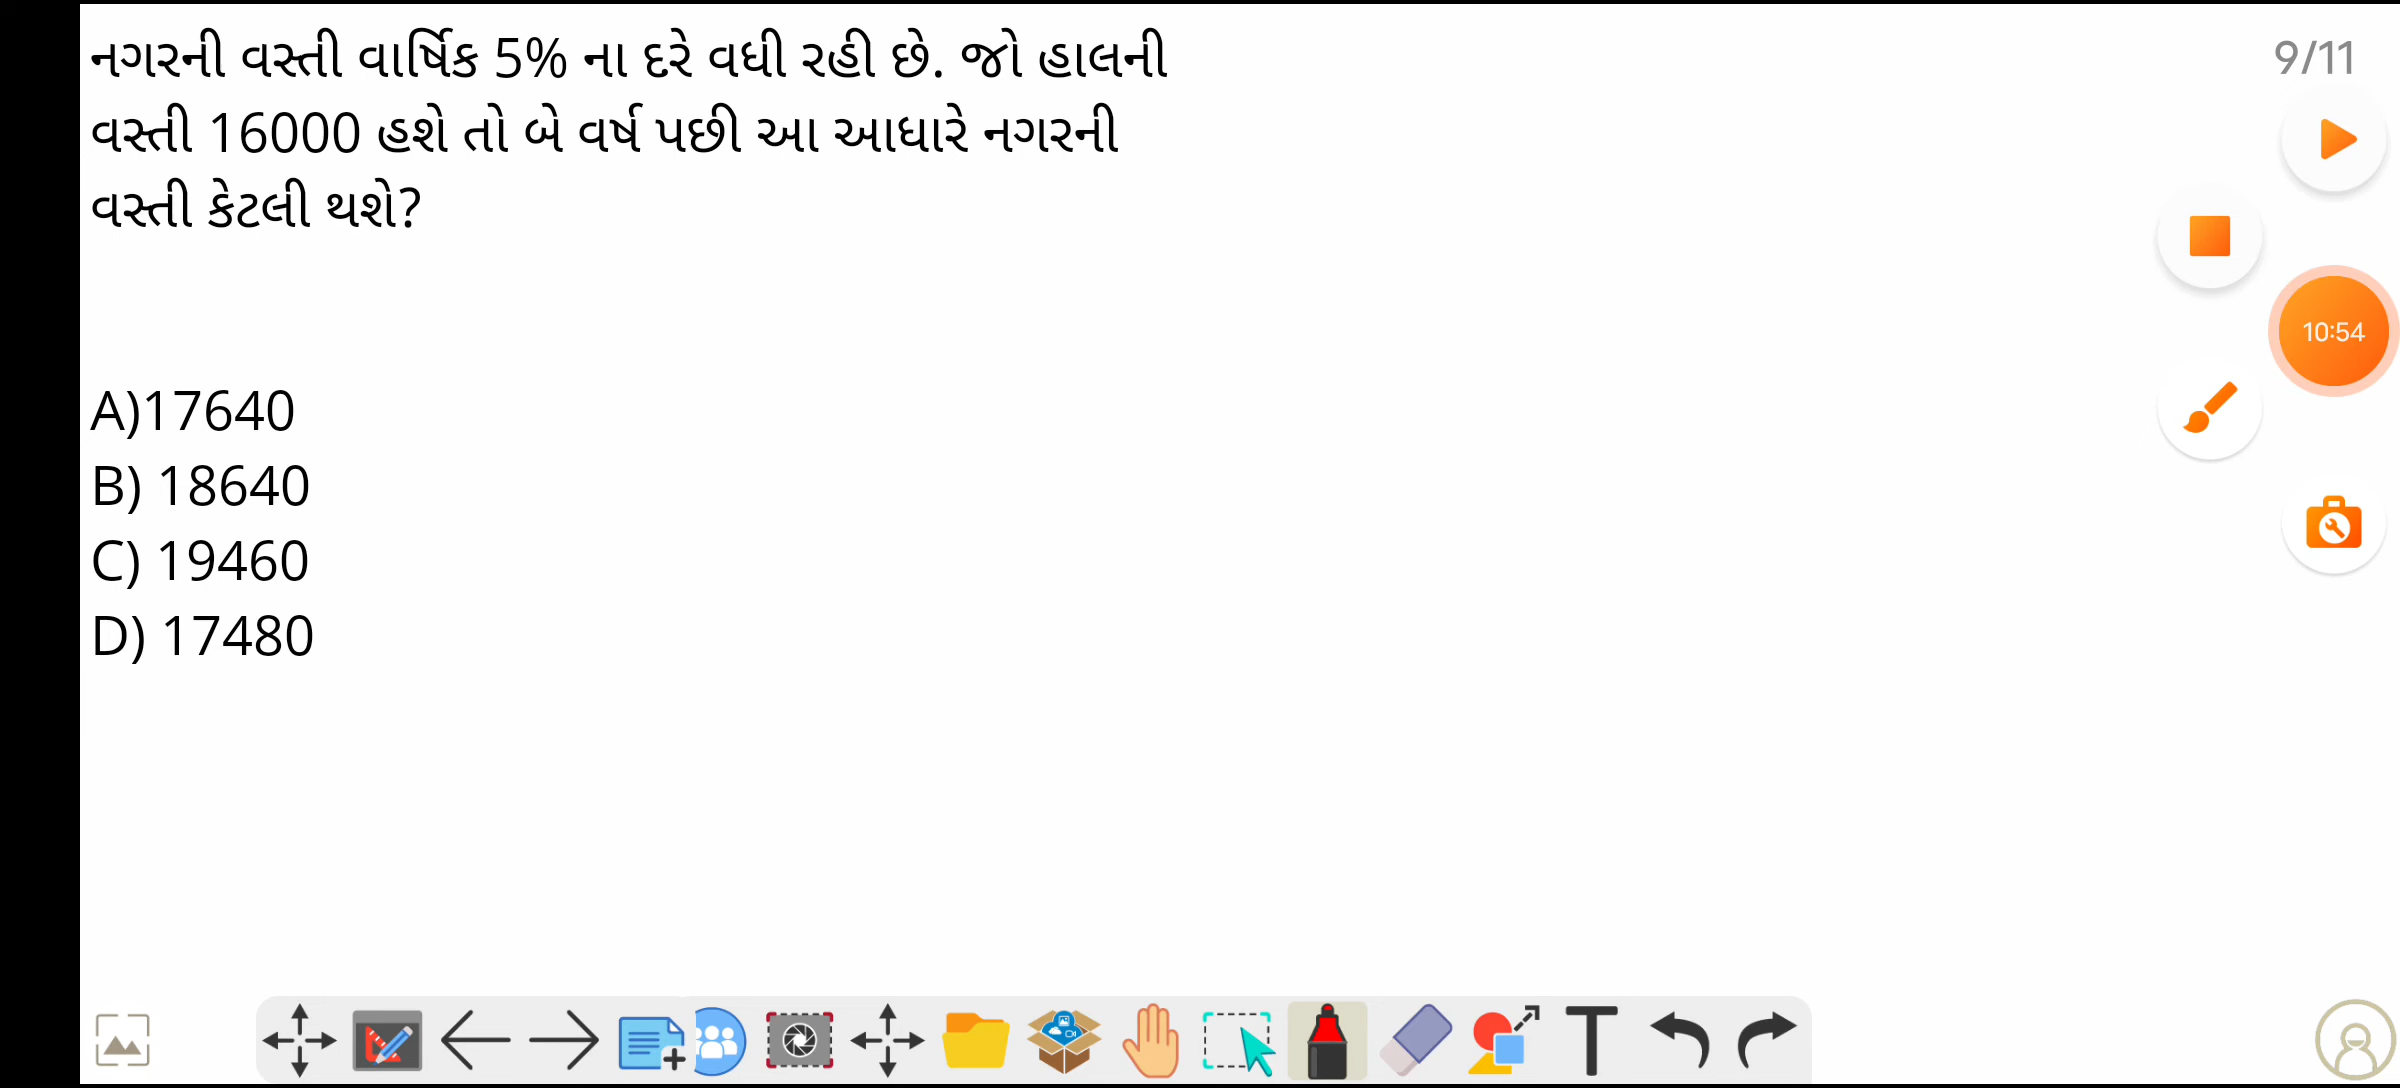 નગરની વસ્તી વાર્ષિક 5% ના દરે વધી રહી છે. જો હાલની
વસ્તી 16000 હશે તો બે વર્ષ પછી આ આધારે નગરની
વસ્તી કેટલી થશે?
A)17640
B) 18640
C) 19460
D) 17480
9/11
10:54